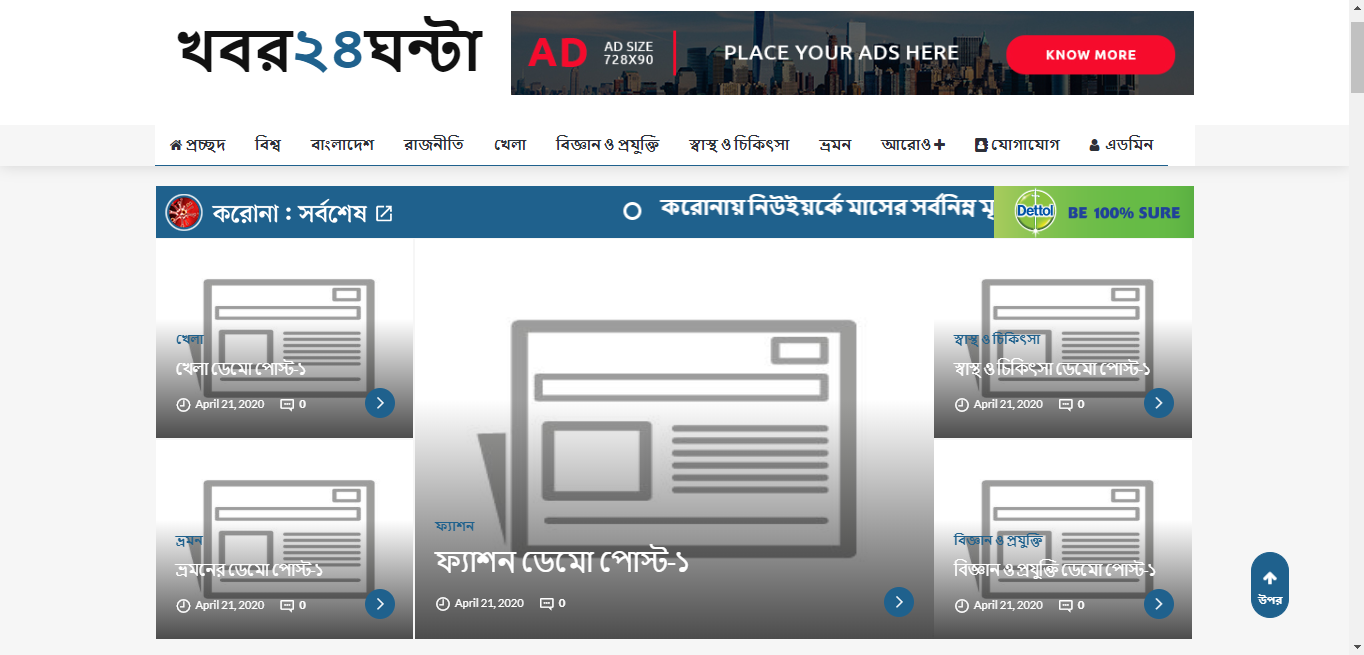 খবর২৪ঘন্টা
AD AD SIZE 728X90 PLACE YOUR ADS HERE KNOW MORE
প্রচ্ছদ বিশ্ব বাংলাদেশ রাজনীতি খেলা বিজ্ঞান ও প্রযুক্তি স্বাস্থ ও চিকিৎসা ভ্রমন আরোও যোগাযোগ এডমিন
করোনা : সর্বশেষ করোনায় নিউইয়র্কে মাসের সর্বনিম্ন Dettol BE 100% SURE
খেলা
খেলা ডেমো পোস্ট-১
April 21, 2020 0
স্বাস্থ ও চিকিৎসা
স্বাস্থ ও চিকিৎসা ডেমো পোস্ট-১
April 21, 2020 0
ভ্রমন
ভ্রমনের ডেমো পোস্ট-১
April 21, 2020 0
ফ্যাশন
ফ্যাশন ডেমো পোস্ট-১
April 21, 2020 0
বিজ্ঞান ও প্রযুক্তি
বিজ্ঞান ও প্রযুক্তি ডেমো পোস্ট-১
April 21, 2020 0
উপর